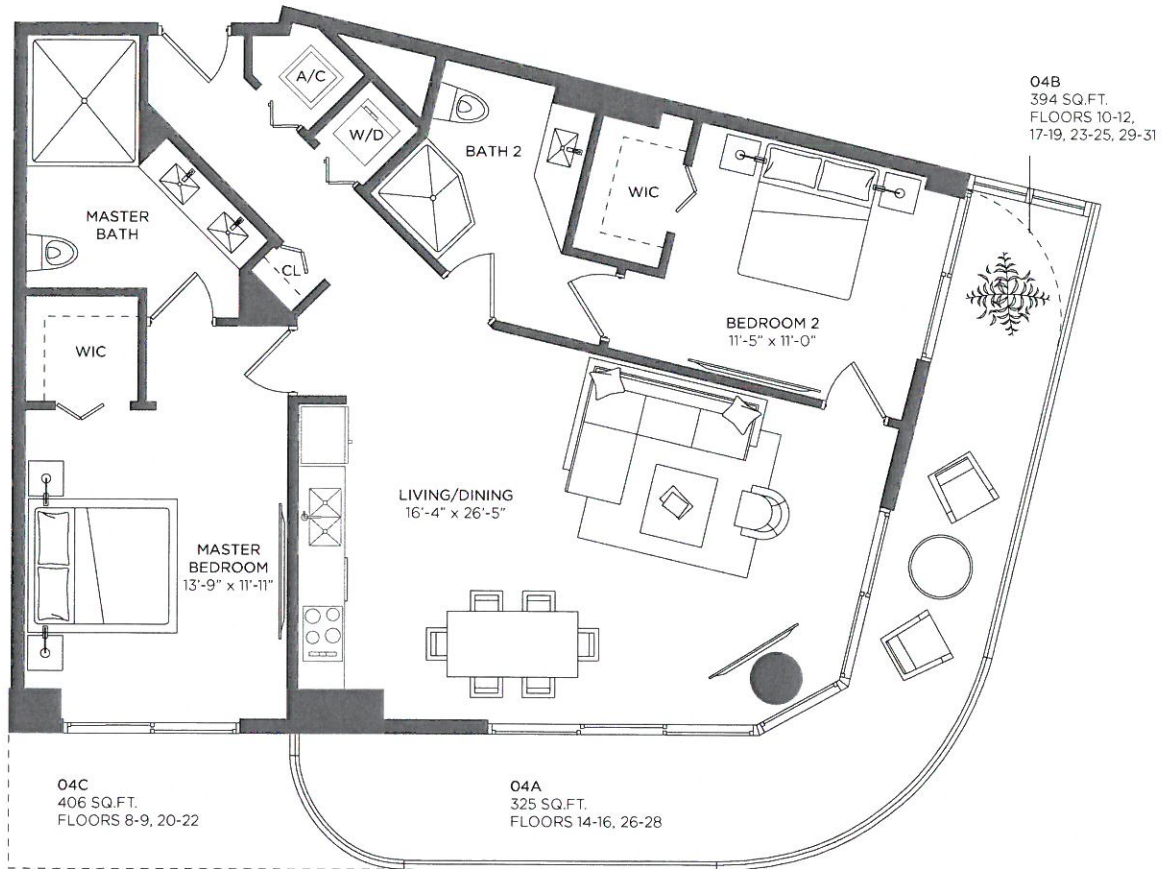 A/C
W/D
BATH 2
04B
394 SQ.FT.
FLOORS 10-12,
17-19, 23-25, 29-31
WIC
MASTER
BATH
CL
BEDROOM 2
11'-5" x 11'-0"
WIC
LIVING/DINING
16'-4" x 26'-5"
MASTER
BEDROOM
13'-9" x 11'-11"
04C
406 SQ.FT.
FLOORS 8-9, 20-22
04A
325 SQ.FT.
FLOORS 14-16, 26-28